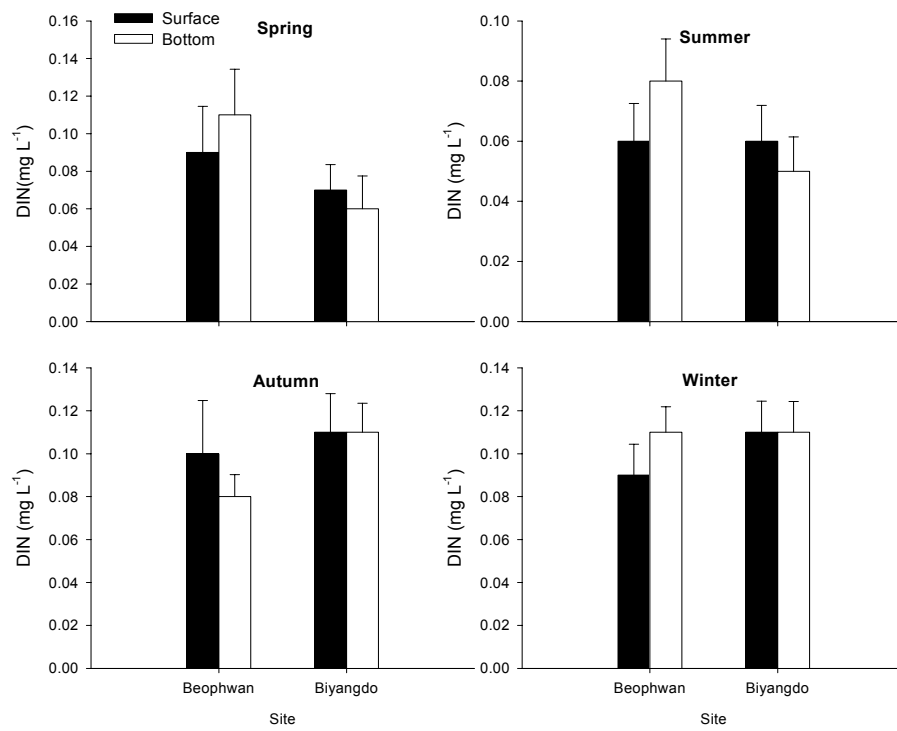 Surface
Bottom
Spring
DIN(mg L-1)
0.16
0.14
0.12
0.10
0.08
0.06
0.04
0.02
0.00
Summer
DIN (mg L-1)
0.10
0.08
0.06
0.04
0.02
0.00
Autumn
DIN (mg L-1)
0.14
0.12
0.10
0.08
0.06
0.04
0.02
0.00
Beophwan Biyangdo
Site
Winter
DIN (mg L-1)
0.14
0.12
0.10
0.08
0.06
0.04
0.02
0.00
Beophwan Biyangdo
Site